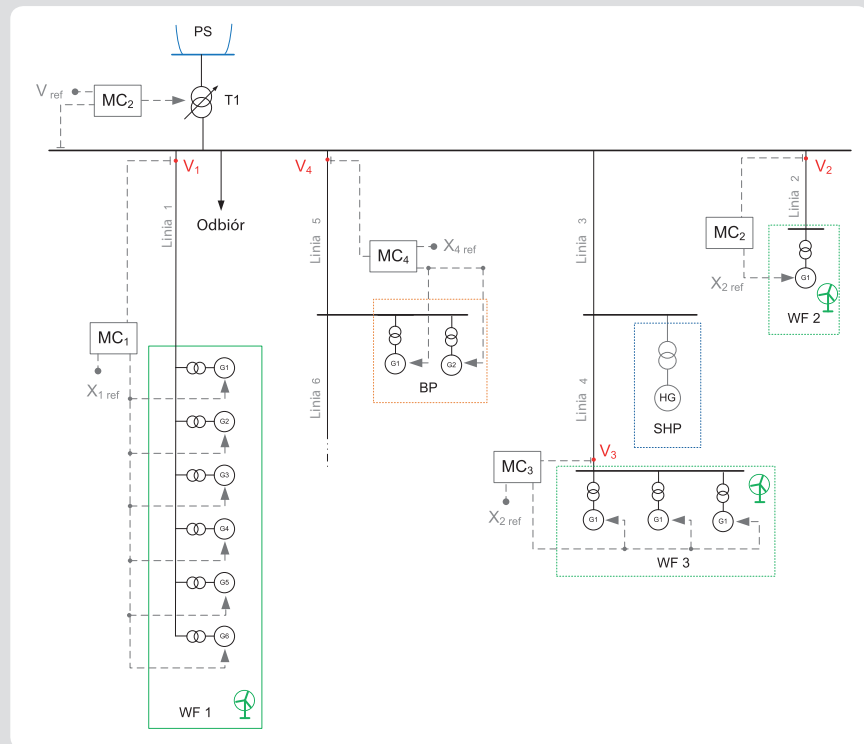 PS
V ref
MC2
T1
V1
V4
V2
Linia 1
Odbiór
Linia 5
Linia 3
Linia 2
MC4
X4 ref
MC2
X2 ref
G1
WF 2
MC1
X1 ref
G1
G2
G3
G4
G5
G6
WF 1
G1
G2
BP
Linia 6
Linia 4
HG
SHP
V3
MC3
X2 ref
G1
G1
G1
WF 3